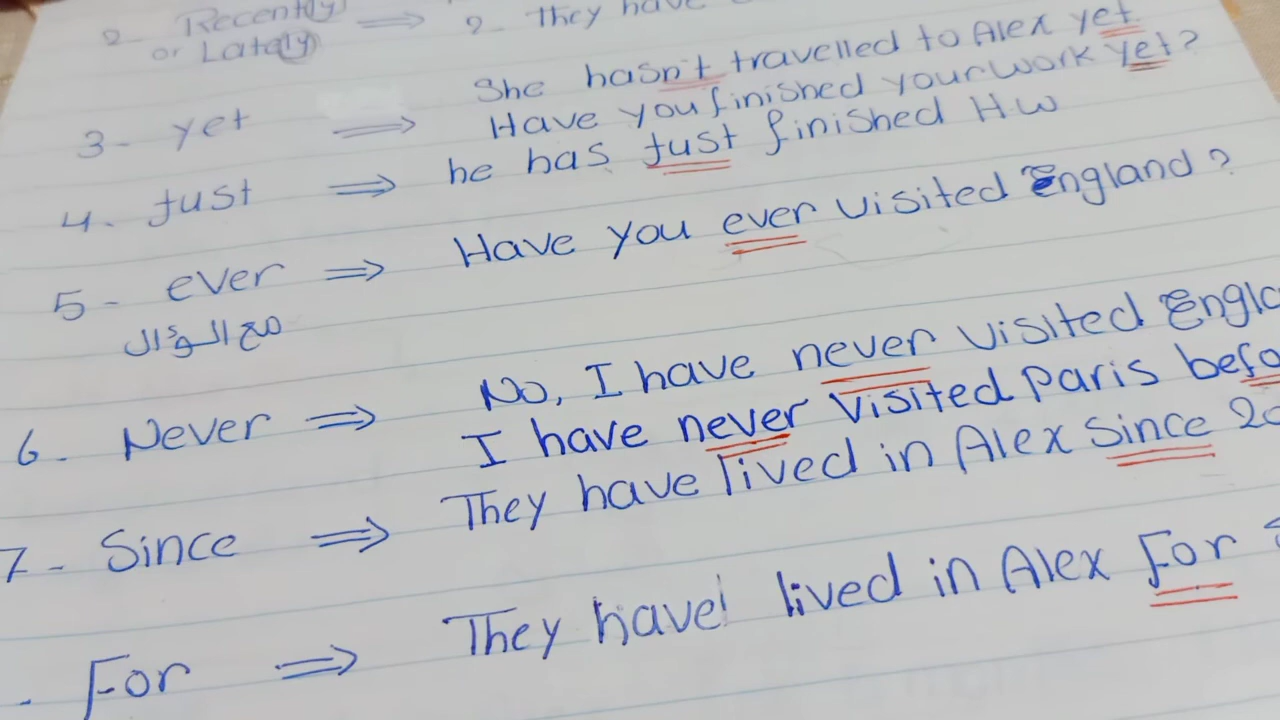 2- Recently ⇒ 2- They have
or Lately
She hasn't travelled to Alex yet
3- yet ⇒ Have you finished your work yet?
4- Just ⇒ he has Just finished Hw
5- ever ⇒ Have you ever visited England?
مع السؤال
No, I have never visited
6- Never ⇒ I have never visited paris
7- Since ⇒ They have lived in Alex Since
. For ⇒ They have lived in Alex For